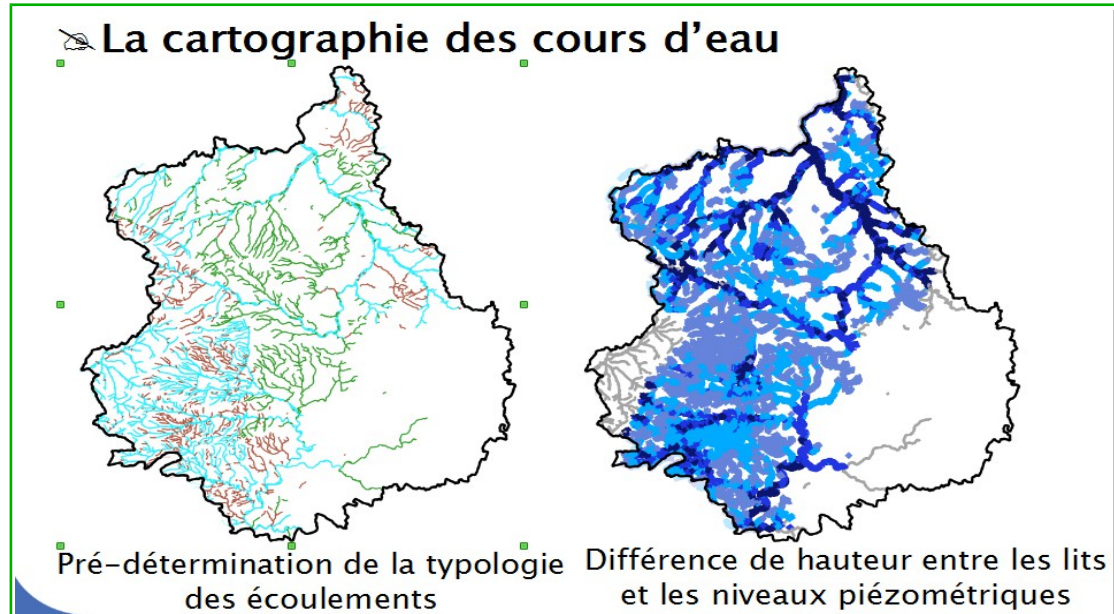 La cartographie des cours d'eau
Pré-détermination de la typologie
des écoulements
Différence de hauteur entre les lits
et les niveaux piézométriques